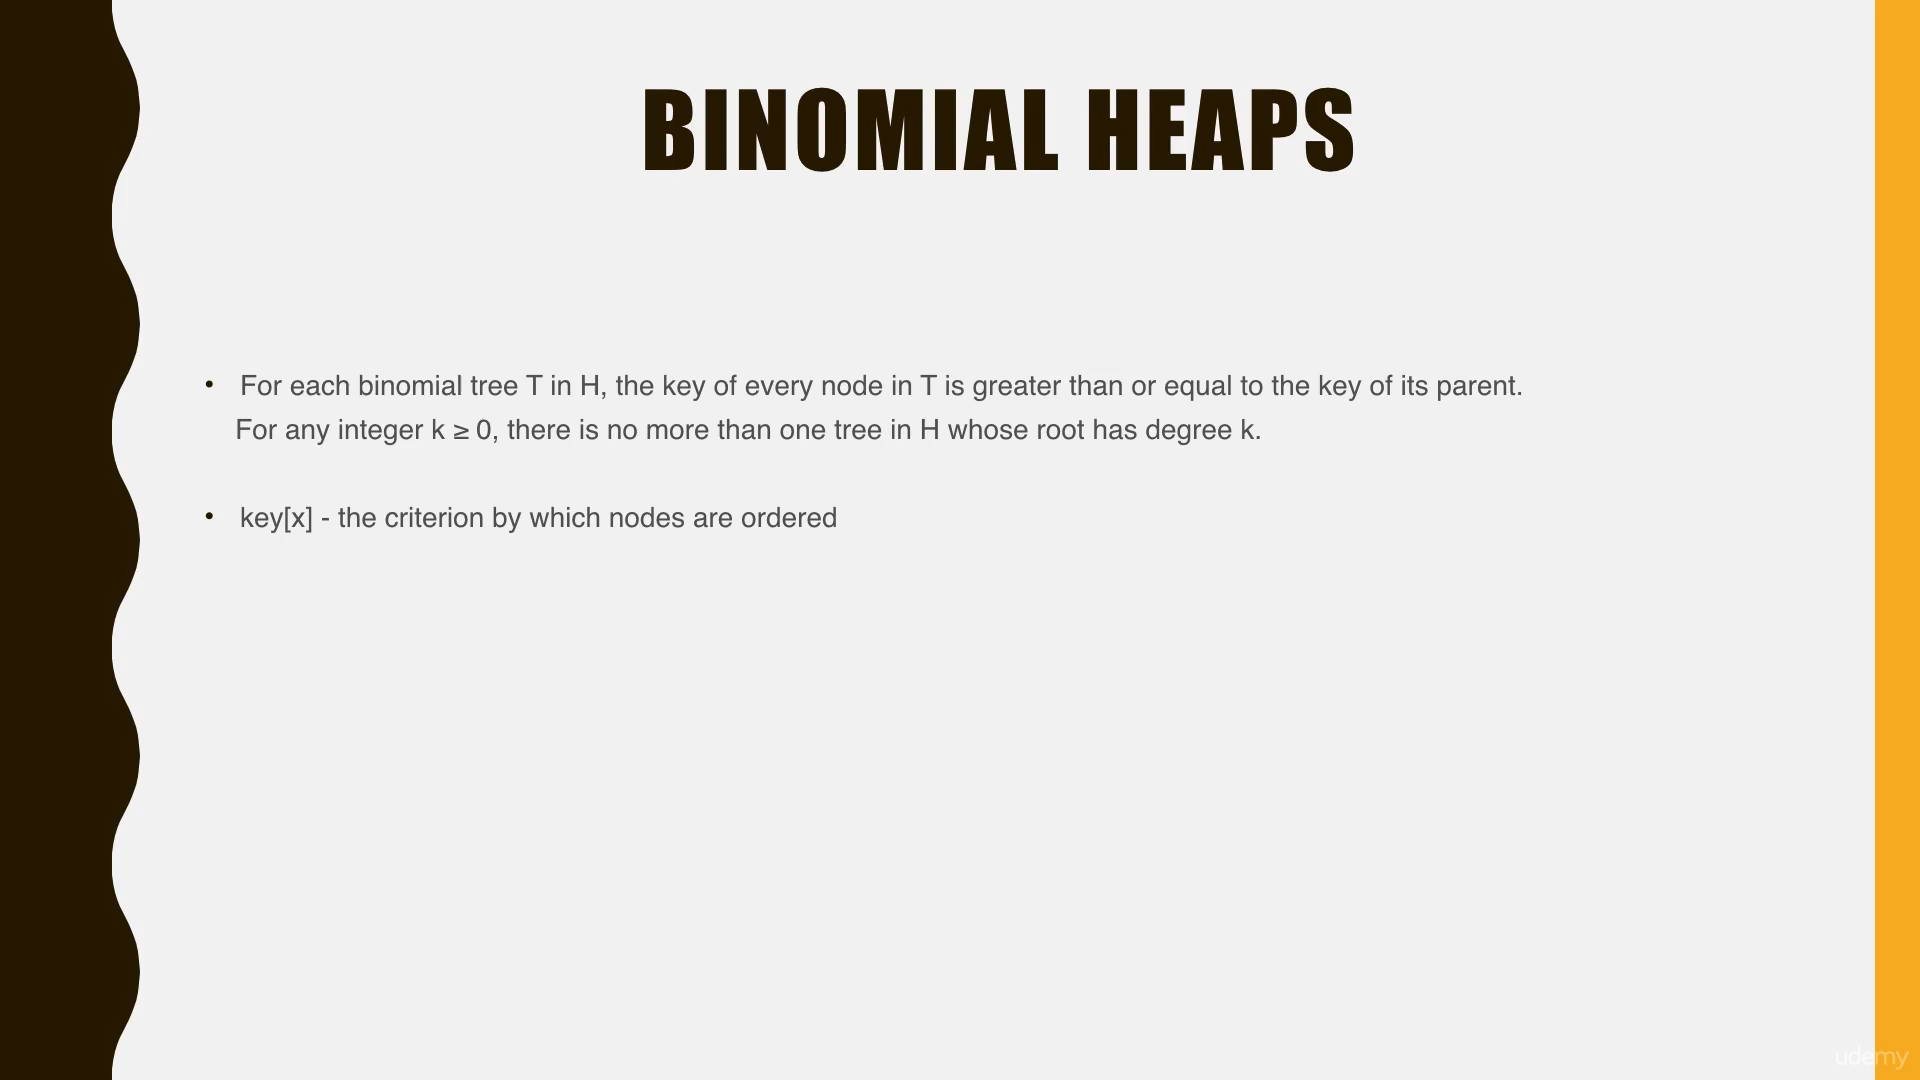 BINOMIAL HEAPS
• For each binomial tree T in H, the key of every node in T is greater than or equal to the key of its parent.
For any integer k ≥ 0, there is no more than one tree in H whose root has degree k.
• key[x] - the criterion by which nodes are ordered
udemy